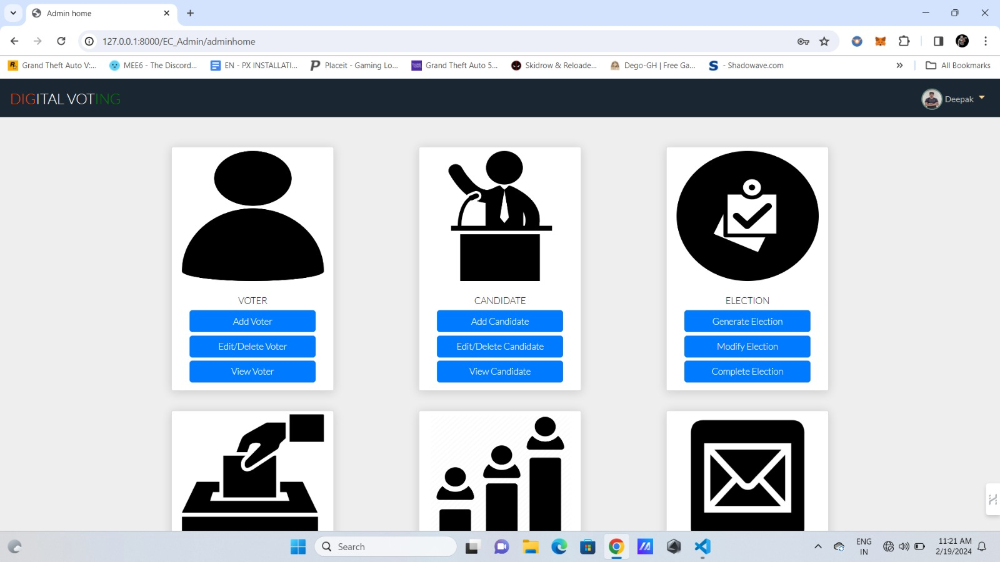 Admin home
127.0.0.1:8000/EC_Admin/adminhome
Grand Theft Auto V:... MEE6 - The Discord... EN - PX INSTALLATI... Placeit - Gaming Lo... Grand Theft Auto 5... Skidrow & Reloade... Dego-GH | Free Ga... S - Shadowave.com » All Bookmarks
DIGITAL VOTING
Deepak
VOTER
Add Voter
Edit/Delete Voter
View Voter
CANDIDATE
Add Candidate
Edit/Delete Candidate
View Candidate
ELECTION
Generate Election
Modify Election
Complete Election
Search
ENG
IN
11:21 AM
2/19/2024